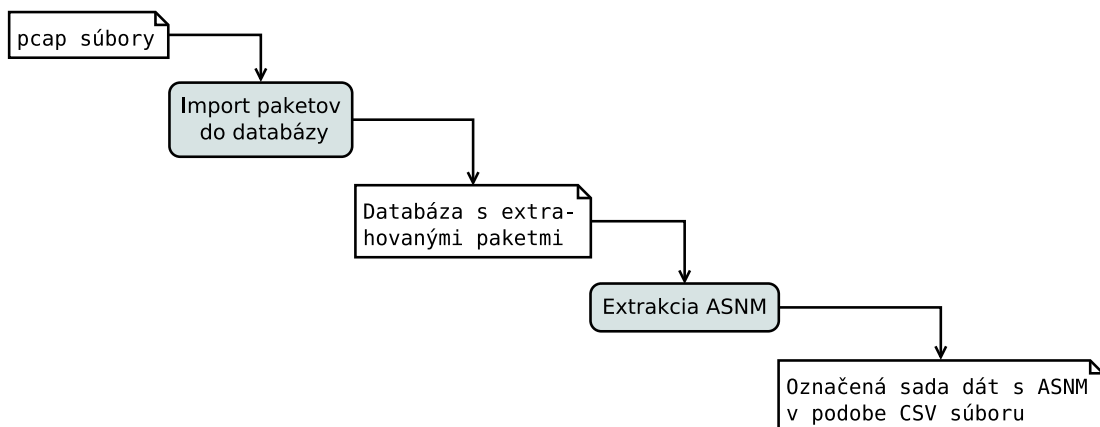 pcap súbory
Import paketov
do databázy
Databáza s extra-
hovanými paketmi
Extrakcia ASNM
Označená sada dát s ASNM
v podobe CSV súboru